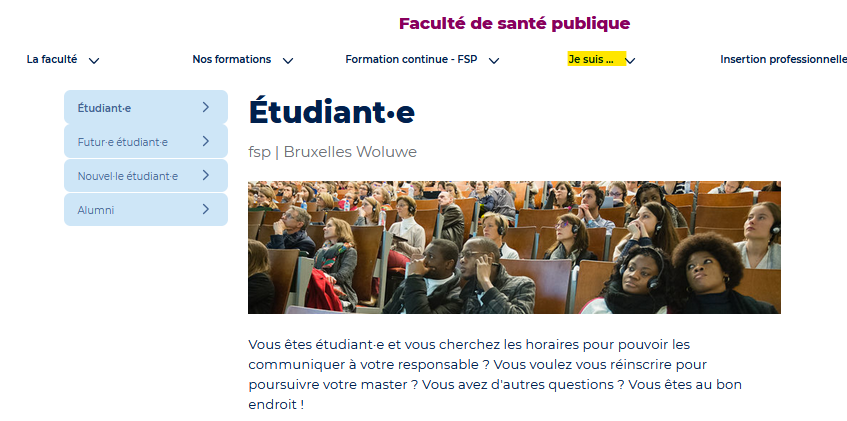 Faculté de santé publique
La faculté
Nos formations
Formation continue - FSP
Je suis ...
Insertion professionnelle
Étudiant·e
Futur·e étudiant·e
Nouvel·le étudiant·e
Alumni
Étudiant·e
fsp | Bruxelles Woluwe
Vous êtes étudiant·e et vous cherchez les horaires pour pouvoir les
communiquer à votre responsable ? Vous voulez vous réinscrire pour
poursuivre votre master ? Vous avez d'autres questions ? Vous êtes au bon
endroit !